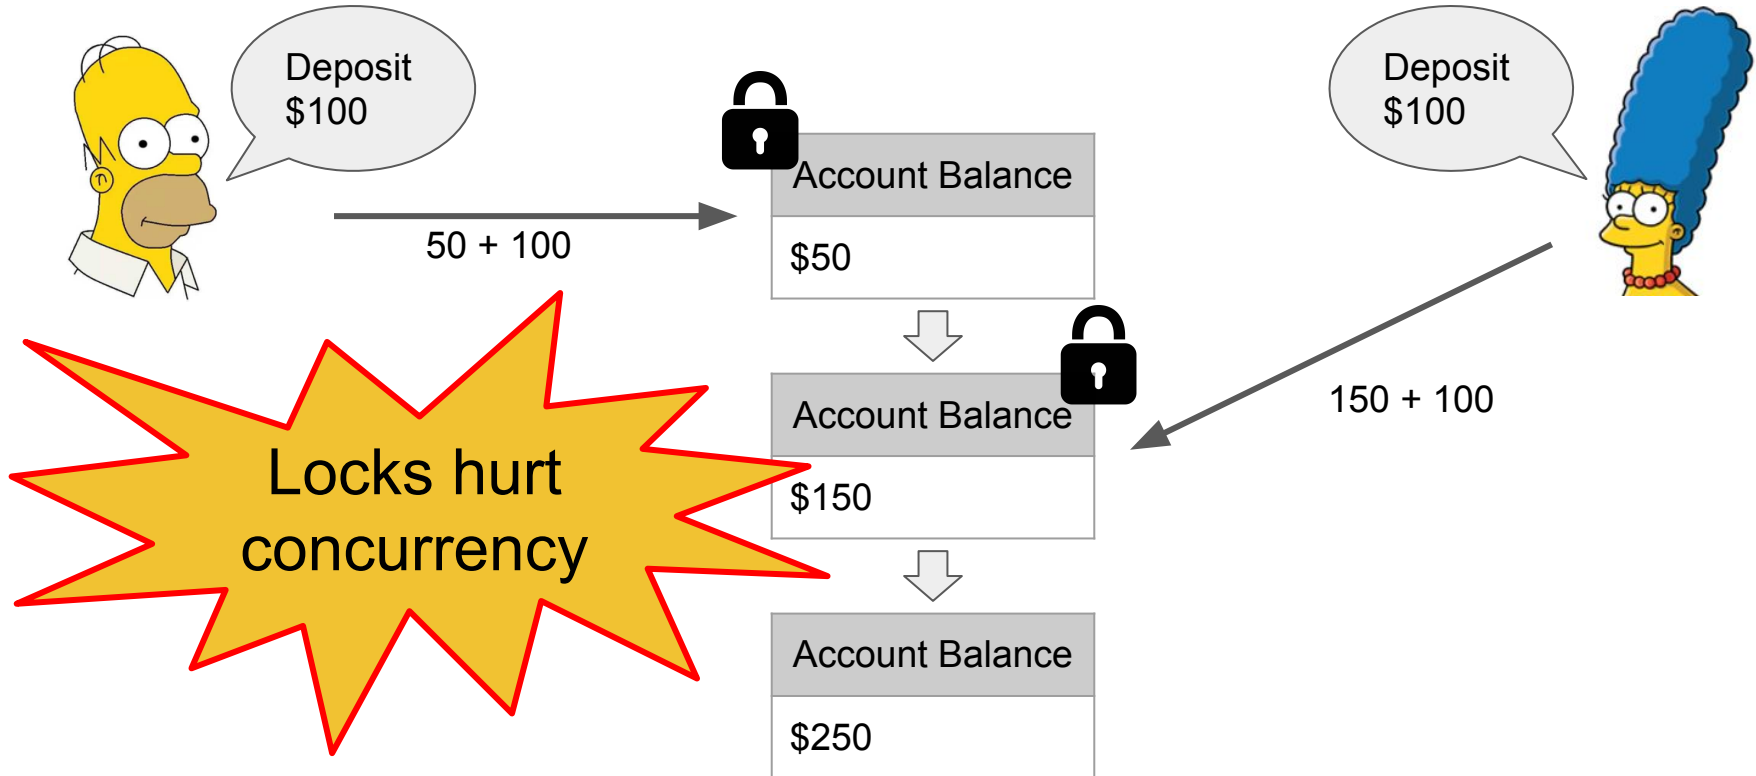 Deposit
$100
Deposit
$100
Account Balance
50 + 100
$50
Account Balance
150 + 100
Locks hurt
concurrency
$150
Account Balance
$250